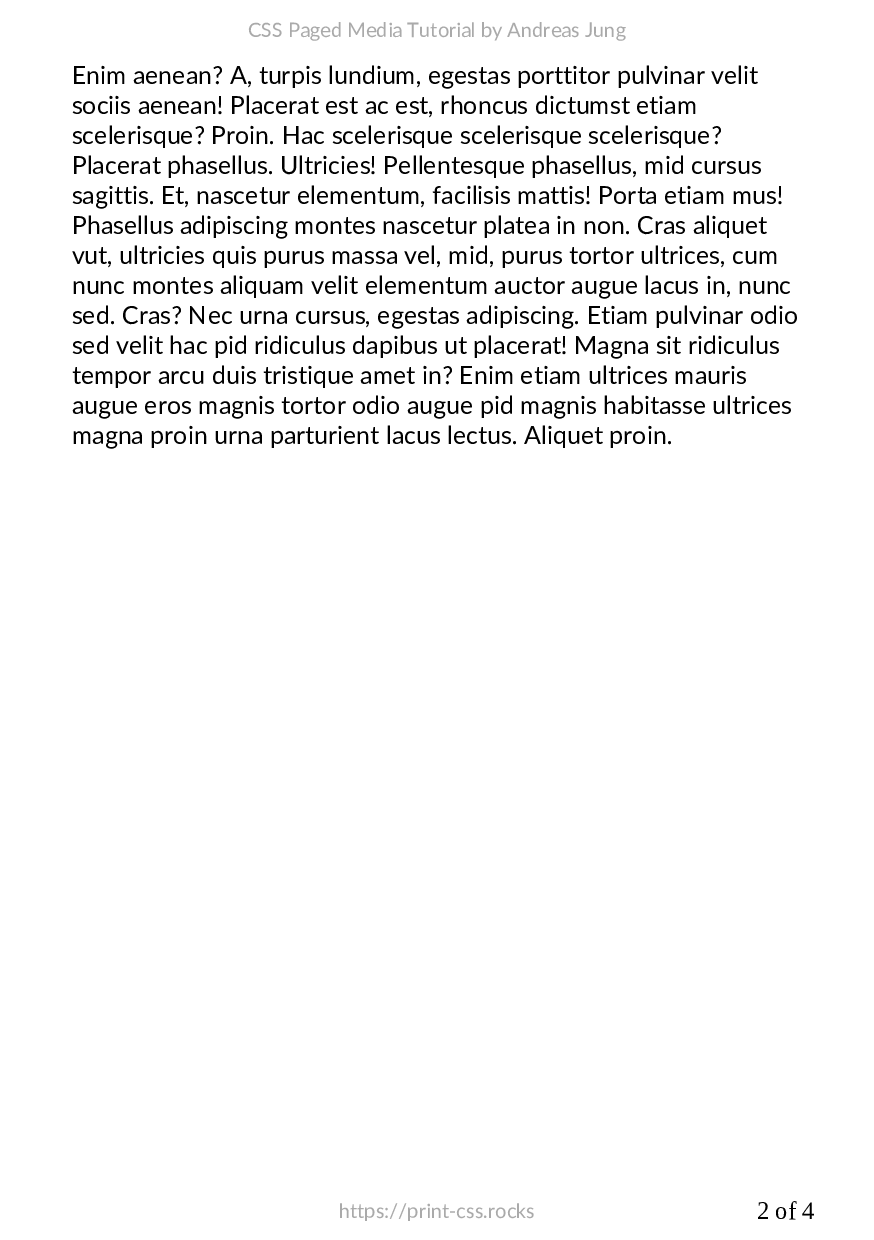 CSS Paged Media Tutorial by Andreas Jung
Enim aenean? A, turpis lundium, egestas porttitor pulvinar velit
sociis aenean! Placerat est ac est, rhoncus dictumst etiam
scelerisque? Proin. Hac scelerisque scelerisque scelerisque?
Placerat phasellus. Ultricies! Pellentesque phasellus, mid cursus
sagittis. Et, nascetur elementum, facilisis mattis! Porta etiam mus!
Phasellus adipiscing montes nascetur platea in non. Cras aliquet
vut, ultricies quis purus massa vel, mid, purus tortor ultrices, cum
nunc montes aliquam velit elementum auctor augue lacus in, nunc
sed. Cras? Nec urna cursus, egestas adipiscing. Etiam pulvinar odio
sed velit hac pid ridiculus dapibus ut placerat! Magna sit ridiculus
tempor arcu duis tristique amet in? Enim etiam ultrices mauris
augue eros magnis tortor odio augue pid magnis habitasse ultrices
magna proin urna parturient lacus lectus. Aliquet proin.
https://print-css.rocks
2 of 4